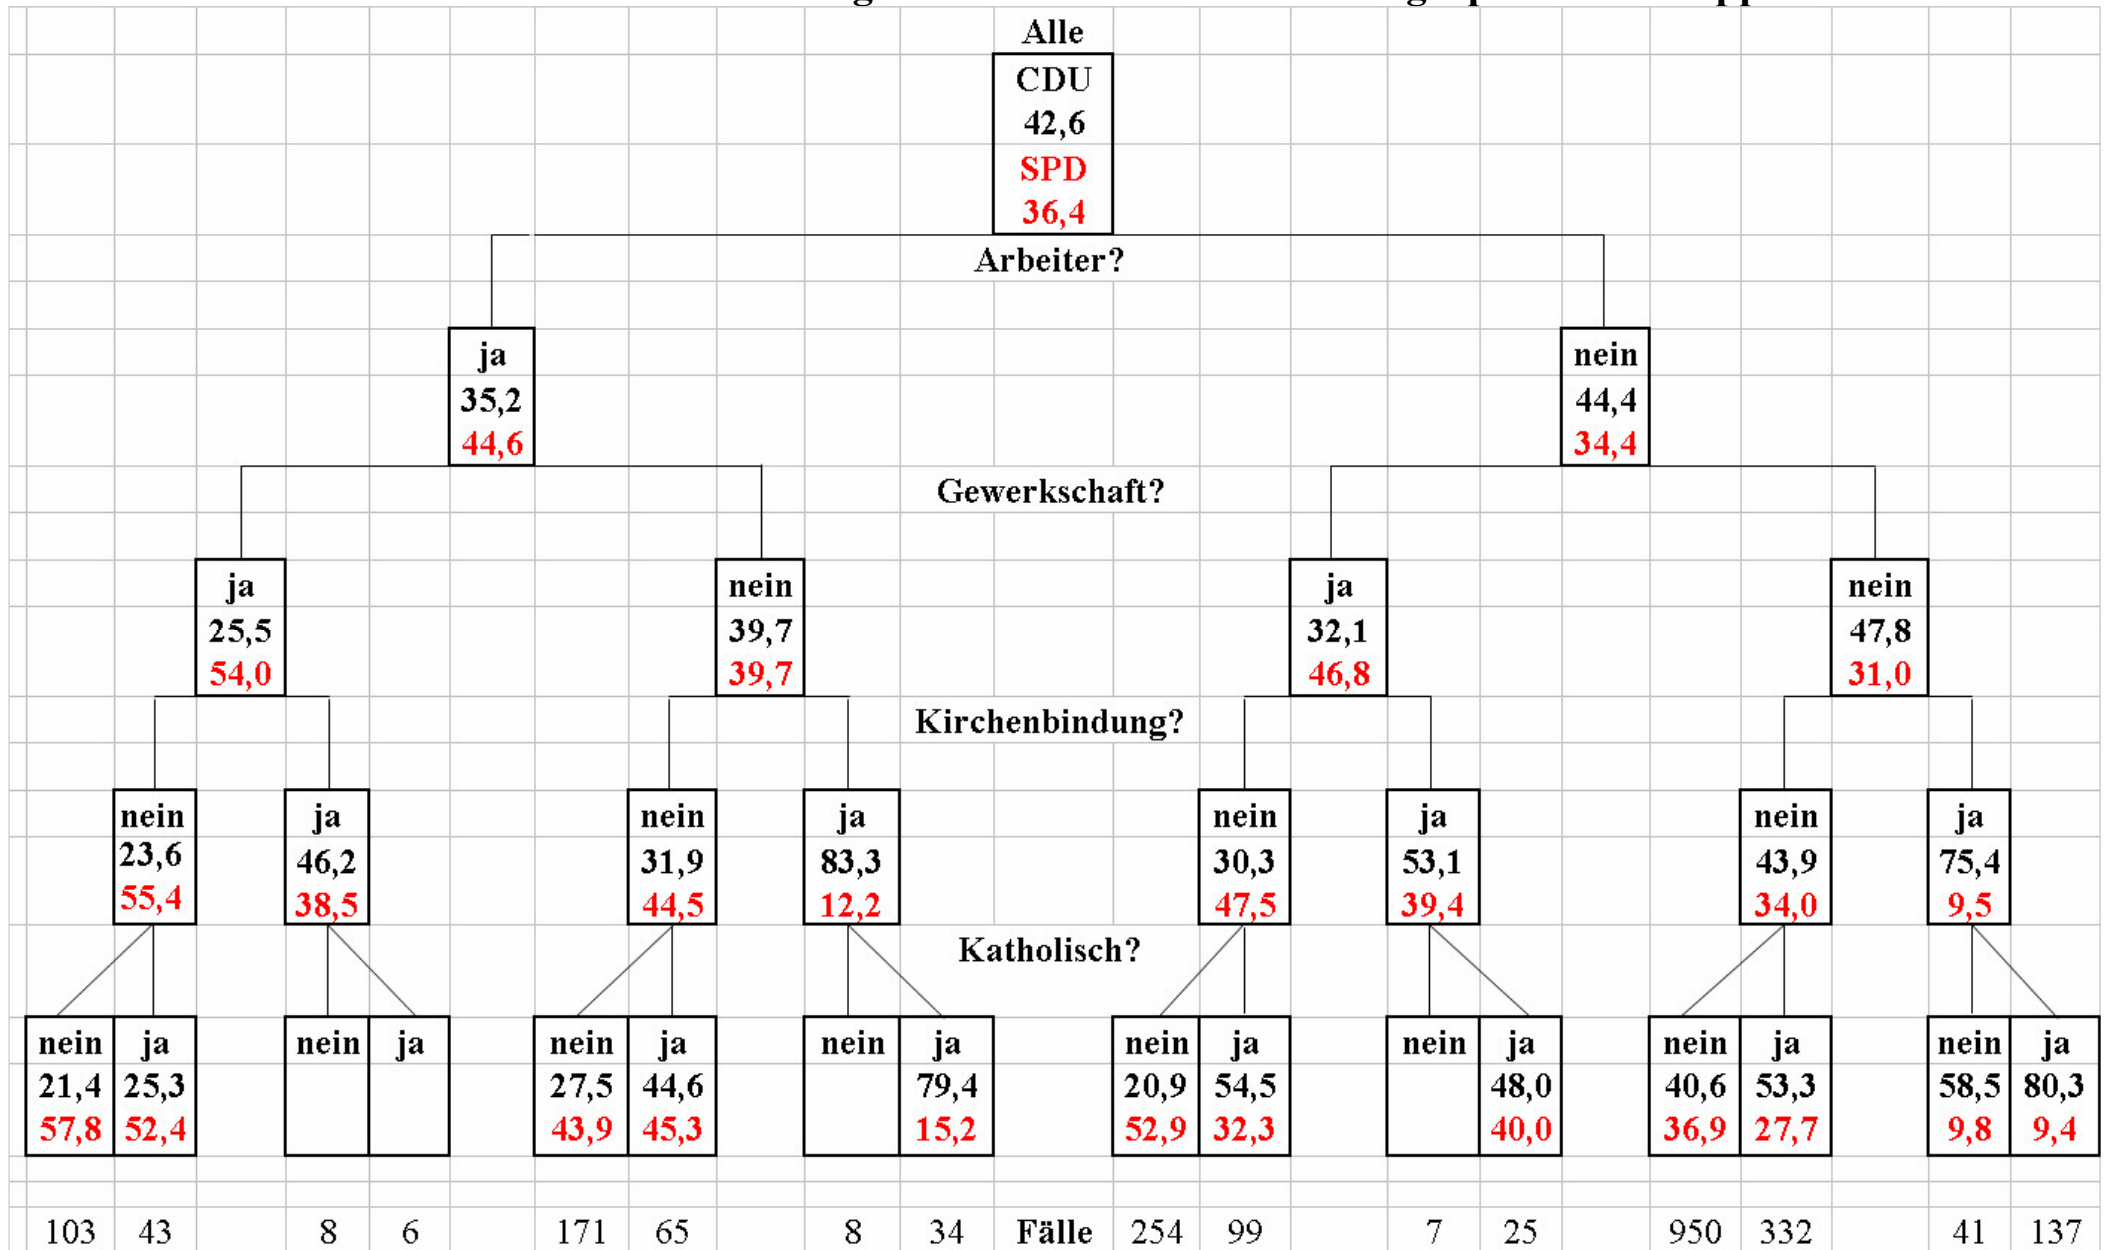 Alle
CDU
42,6
SPD
36,4
Arbeiter?
ja nein
35,2 44,4
44,6 34,4
Gewerkschaft?
ja nein ja nein
25,5 39,7 32,1 47,8
54,0 39,7 46,8 31,0
Kirchenbindung?
nein ja nein ja nein ja nein ja
23,6 46,2 31,9 83,3 30,3 53,1 43,9 75,4
55,4 38,5 44,5 12,2 47,5 39,4 34,0 9,5
Katholisch?
nein ja nein ja nein ja nein ja nein ja nein ja nein ja nein ja
21,4 25,3 27,5 44,6 79,4 20,9 54,5 48,0 40,6 53,3 58,5 80,3
57,8 52,4 43,9 45,3 15,2 52,9 32,3 40,0 36,9 27,7 9,8 9,4
103 43 8 6 171 65 8 34 Fälle 254 99 7 25 950 332 41 137